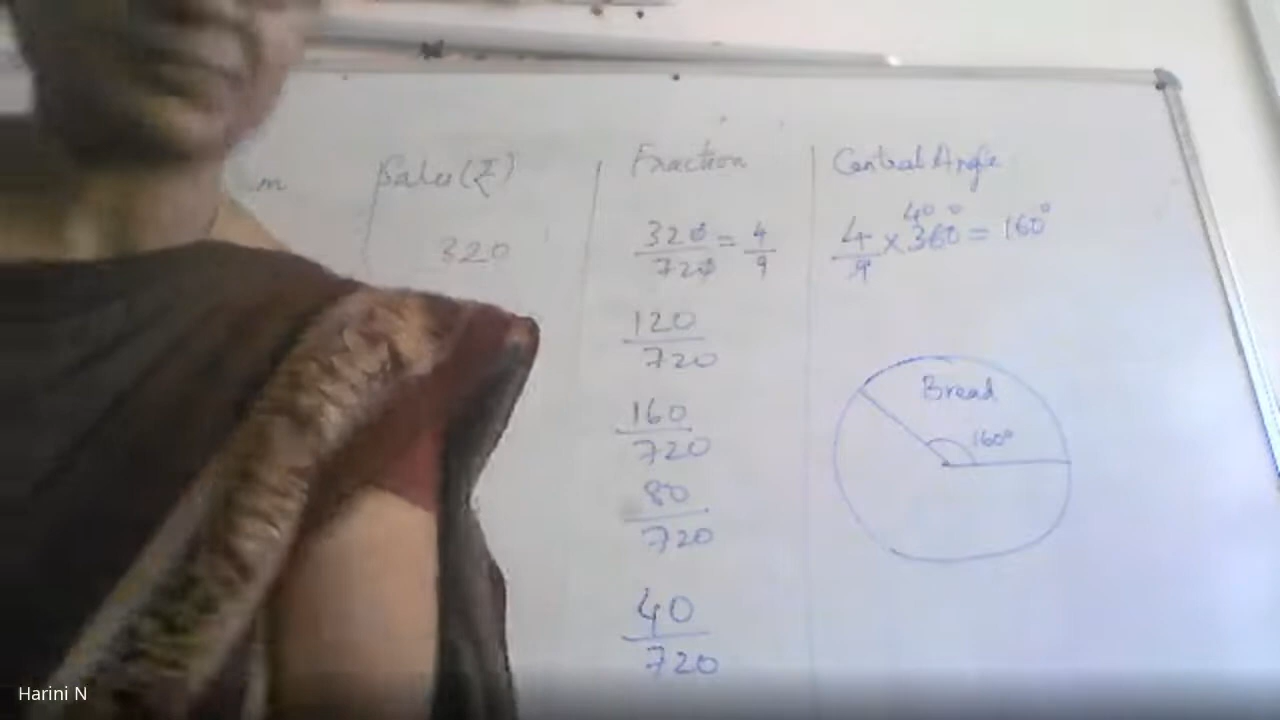 m Sales(₹) Fraction Central Angle
320 320/720 = 4/9 4/9 x 360° = 160°
40
120/720
160/720
80/720
40/720
Bread
160°
Harini N